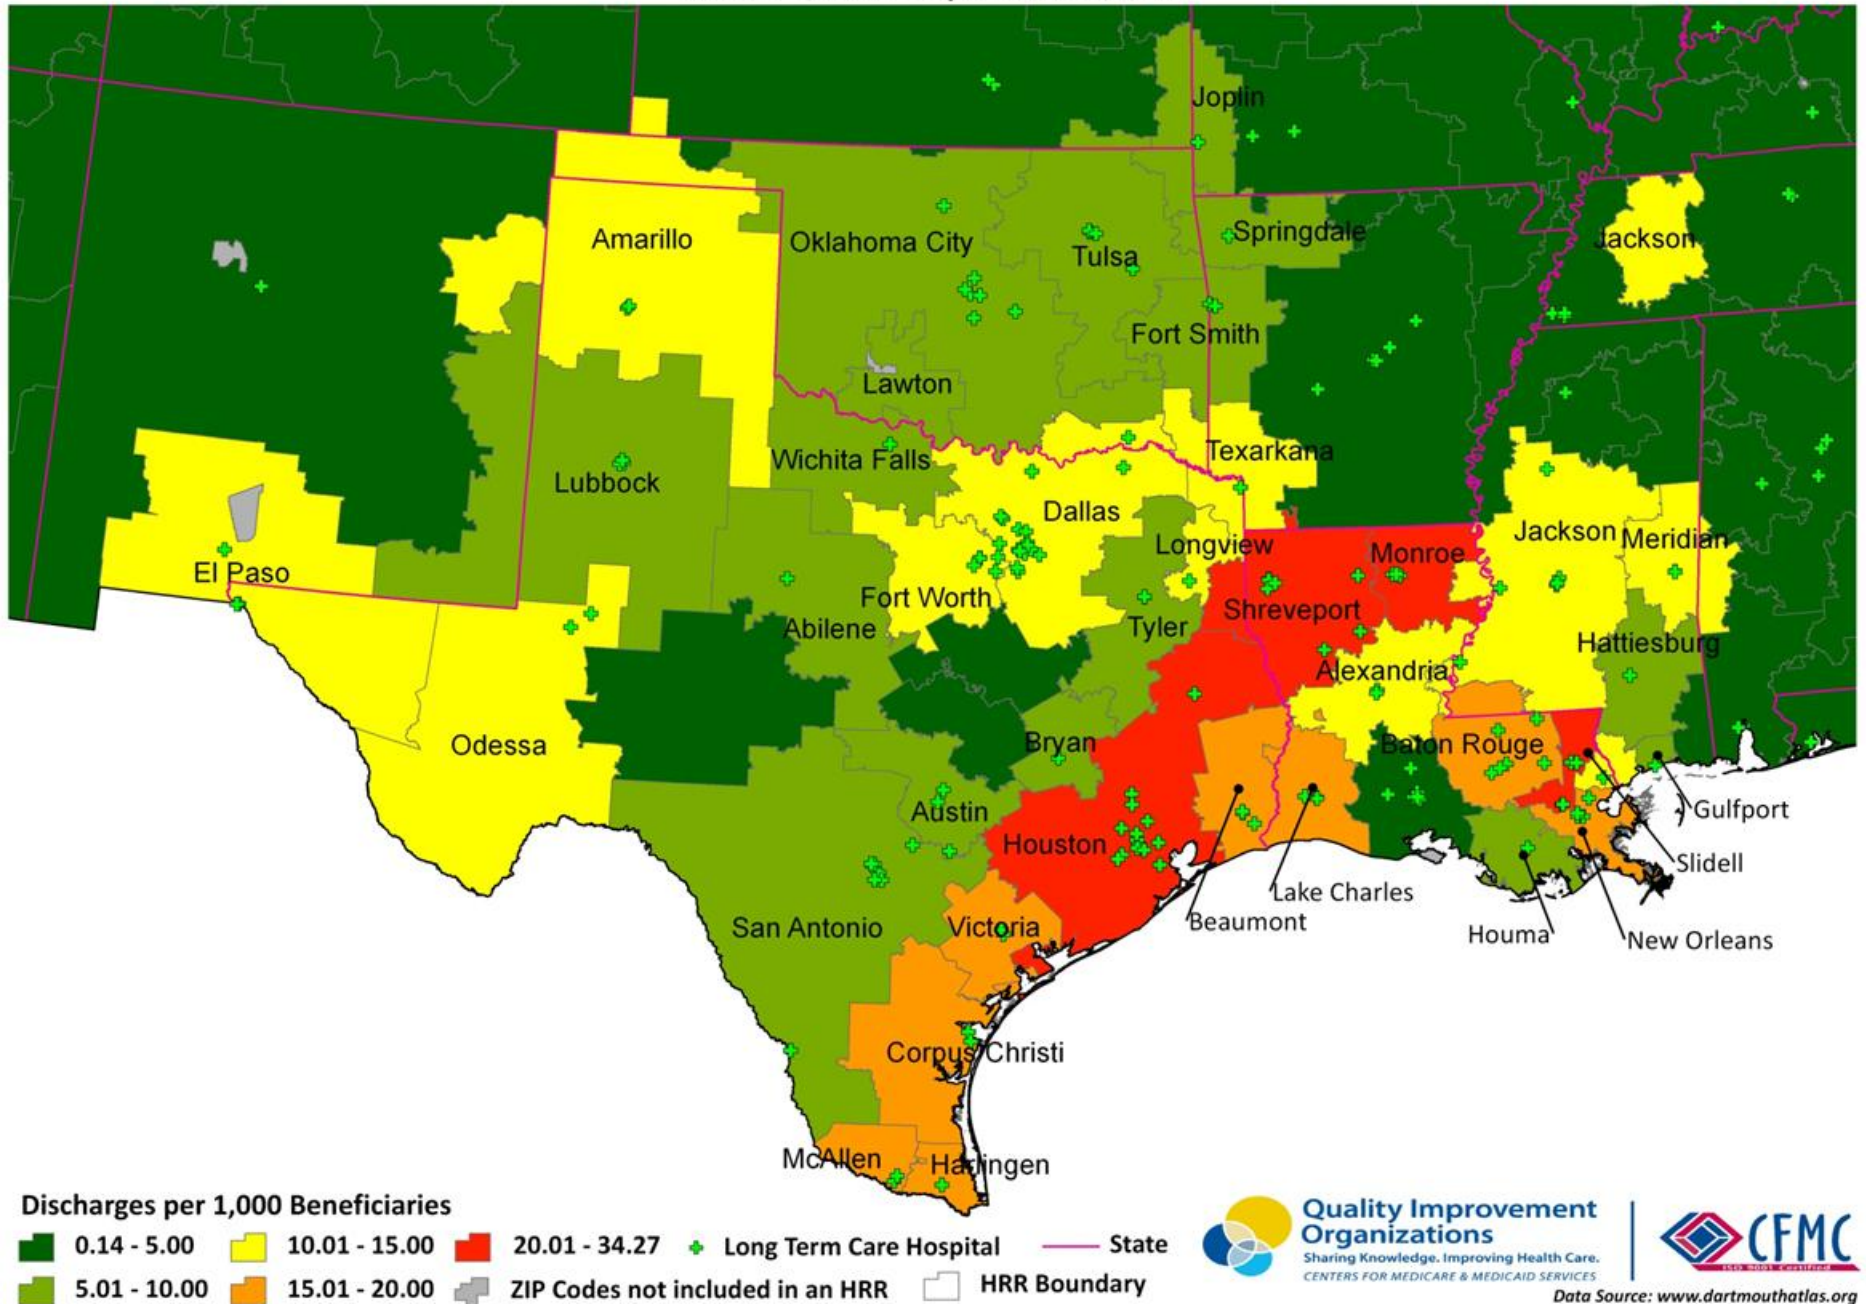 Joplin
Amarillo
Oklahoma City
Tulsa
Springdale
Jackson
Fort Smith
Lawton
Wichita Falls
Texarkana
Lubbock
Dallas
Longview
Monroe
Jackson
Meridian
El Paso
Fort Worth
Shreveport
Abilene
Tyler
Hattiesburg
Alexandria
Odessa
Bryan
Baton Rouge
Austin
Gulfport
Houston
Slidell
Lake Charles
Beaumont
San Antonio
Victoria
Houma
New Orleans
Corpus Christi
McAllen
Harlingen
Discharges per 1,000 Beneficiaries
0.14 - 5.00
10.01 - 15.00
20.01 - 34.27
Long Term Care Hospital
State
5.01 - 10.00
15.01 - 20.00
ZIP Codes not included in an HRR
HRR Boundary
Quality Improvement
Organizations
Sharing Knowledge. Improving Health Care.
CENTERS FOR MEDICARE & MEDICAID SERVICES
CFMC
ISO 9001 Certified
Data Source: www.dartmouthatlas.org